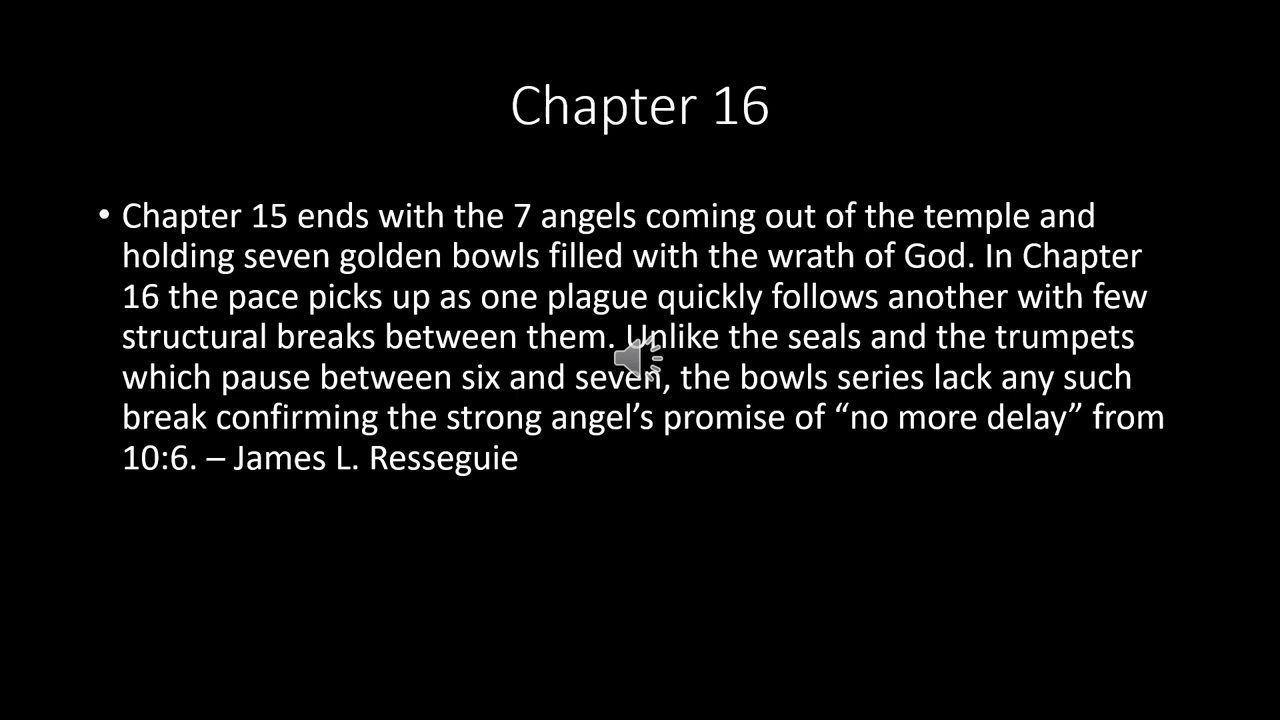 Chapter 16
• Chapter 15 ends with the 7 angels coming out of the temple and
holding seven golden bowls filled with the wrath of God. In Chapter
16 the pace picks up as one plague quickly follows another with few
structural breaks between them. Unlike the seals and the trumpets
which pause between six and seven, the bowls series lack any such
break confirming the strong angel’s promise of “no more delay” from
10:6. – James L. Resseguie